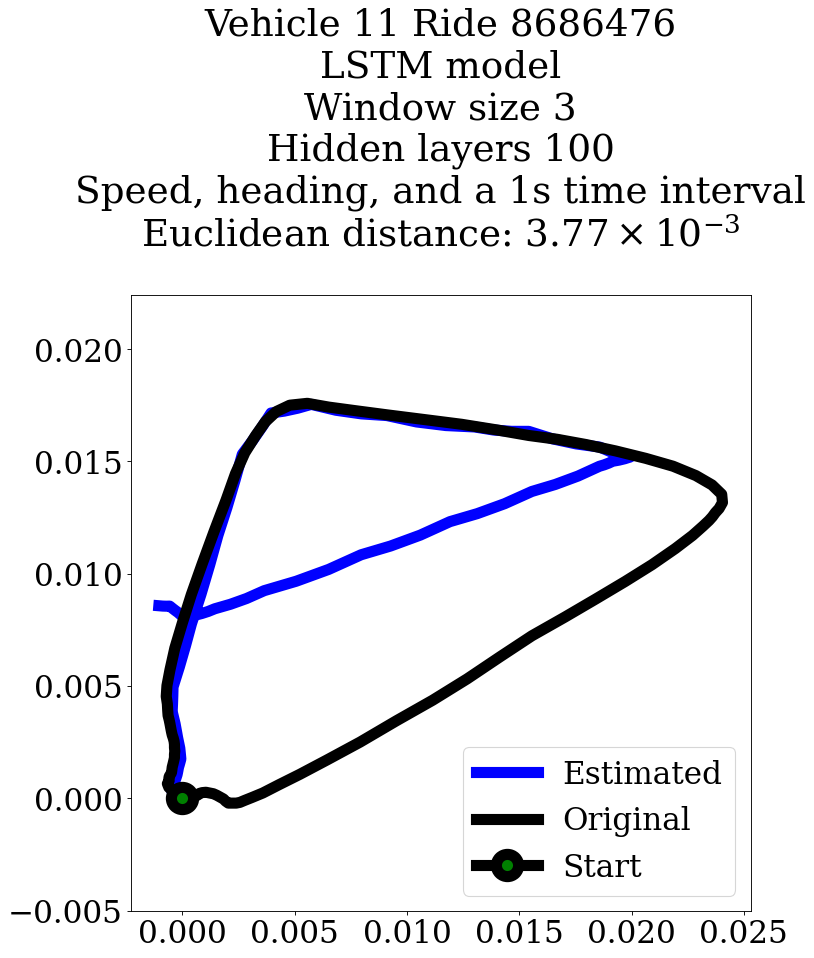 Vehicle 11 Ride 8686476
LSTM model
Window size 3
Hidden layers 100
Speed, heading, and a 1s time interval
Euclidean distance: 3.77 × 10⁻³
0.020
0.015
0.010
0.005
0.000
−0.005
Estimated
Original
Start
0.000 0.005 0.010 0.015 0.020 0.025